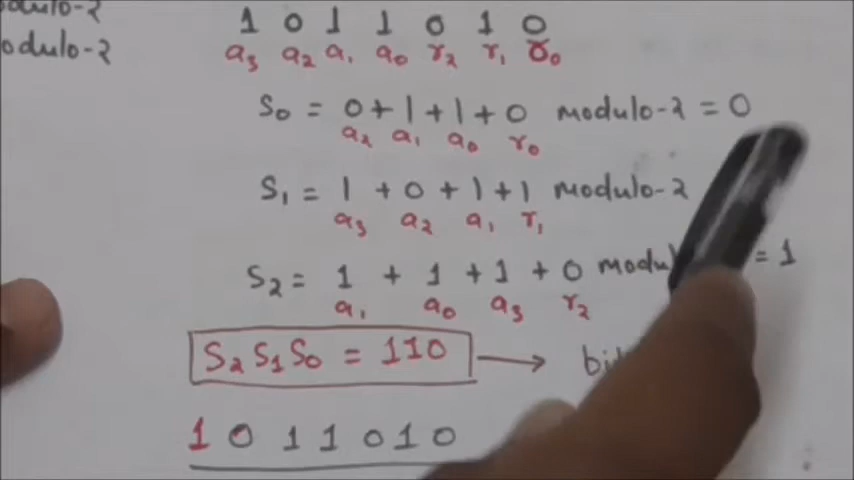 modulo-2
1 0 1 1 0 1 0
modulo-2
a3 a2 a1 a0 r2 r1 r0
S0 = 0 + 1 + 1 + 0 modulo-2 = 0
a2 a1 a0 r0
S1 = 1 + 0 + 1 + 1 modulo-2
a3 a2 a1 r1
S2 = 1 + 1 + 1 + 0 modu = 1
a1 a0 a3 r2
S2 S1 S0 = 110 →
1 0 1 1 0 1 0